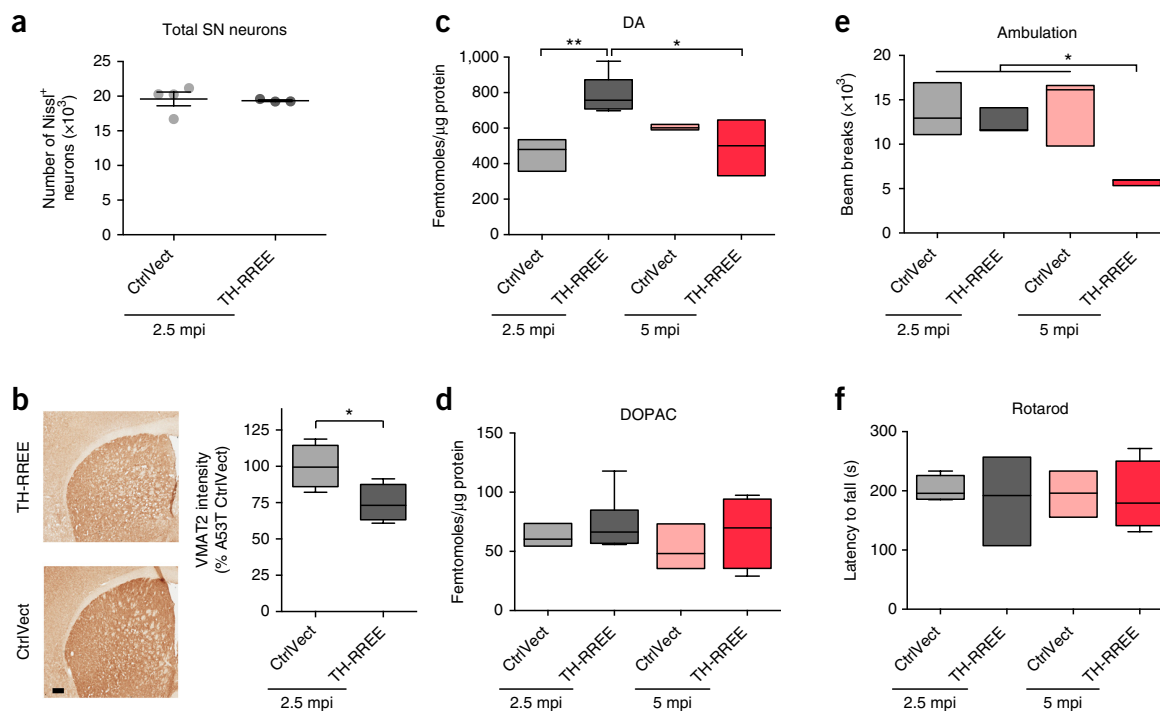 a
Total SN neurons
Number of Nissl+
neurons (×10³)
25
20
15
10
5
0
CtrlVect
TH-RREE
2.5 mpi
b
TH-RREE
CtrlVect
VMAT2 intensity
(% A53T CtrlVect)
125
100
75
50
25
0
*
CtrlVect
TH-RREE
2.5 mpi
c
DA
Femtomoles/µg protein
1,000
800
600
400
200
0
**
*
CtrlVect
TH-RREE
CtrlVect
TH-RREE
2.5 mpi
5 mpi
d
DOPAC
Femtomoles/µg protein
150
100
50
0
CtrlVect
TH-RREE
CtrlVect
TH-RREE
2.5 mpi
5 mpi
e
Ambulation
Beam breaks (×10³)
20
15
10
5
0
*
CtrlVect
TH-RREE
CtrlVect
TH-RREE
2.5 mpi
5 mpi
f
Rotarod
Latency to fall (s)
300
200
200
0
CtrlVect
TH-RREE
CtrlVect
TH-RREE
2.5 mpi
5 mpi